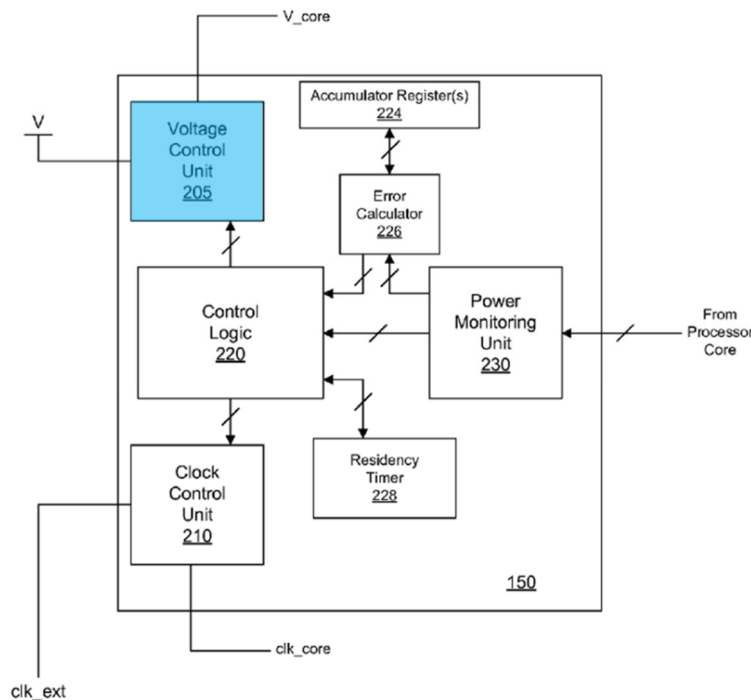 V_core
Accumulator Register(s)
224
V
Voltage
Control
Unit
205
Error
Calculator
226
Control
Logic
220
Power
Monitoring
Unit
230
From
Processor
Core
Clock
Control
Unit
210
Residency
Timer
228
150
clk_core
clk_ext